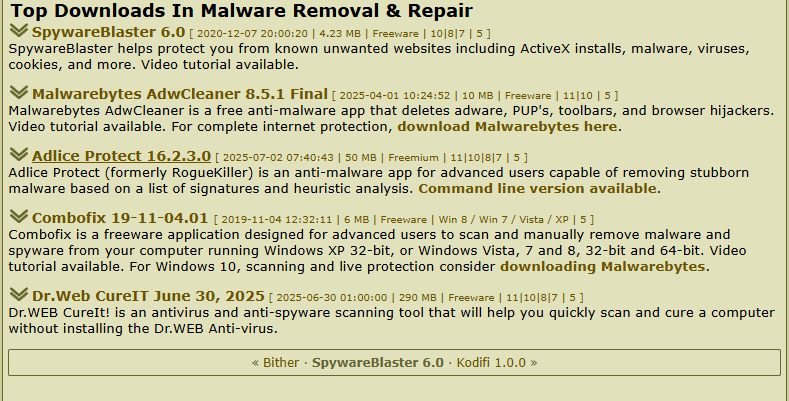 Top Downloads In Malware Removal & Repair
SpywareBlaster 6.0 [ 2020-12-07 20:00:20 | 4.23 MB | Freeware | 10|8|7 | 5 ]
SpywareBlaster helps protect you from known unwanted websites including ActiveX installs, malware, viruses,
cookies, and more. Video tutorial available.
Malwarebytes AdwCleaner 8.5.1 Final [ 2025-04-01 10:24:52 | 10 MB | Freeware | 11|10 | 5 ]
Malwarebytes AdwCleaner is a free anti-malware app that deletes adware, PUP's, toolbars, and browser hijackers.
Video tutorial available. For complete internet protection, download Malwarebytes here.
Adlice Protect 16.2.3.0 [ 2025-07-02 07:40:43 | 50 MB | Freemium | 11|10|8|7 | 5 ]
Adlice Protect (formerly RogueKiller) is an anti-malware app for advanced users capable of removing stubborn
malware based on a list of signatures and heuristic analysis. Command line version available.
Combofix 19-11-04.01 [ 2019-11-04 12:32:11 | 6 MB | Freeware | Win 8 / Win 7 / Vista / XP | 5 ]
Combofix is a freeware application designed for advanced users to scan and manually remove malware and
spyware from your computer running Windows XP 32-bit, or Windows Vista, 7 and 8, 32-bit and 64-bit. Video
tutorial available. For Windows 10, scanning and live protection consider downloading Malwarebytes.
Dr.Web CureIT June 30, 2025 [ 2025-06-30 01:00:00 | 290 MB | Freeware | 11|10|8|7 | 5 ]
Dr.WEB CureIt! is an antivirus and anti-spyware scanning tool that will help you quickly scan and cure a computer
without installing the Dr.WEB Anti-virus.
« Bither · SpywareBlaster 6.0 · Kodifi 1.0.0 »